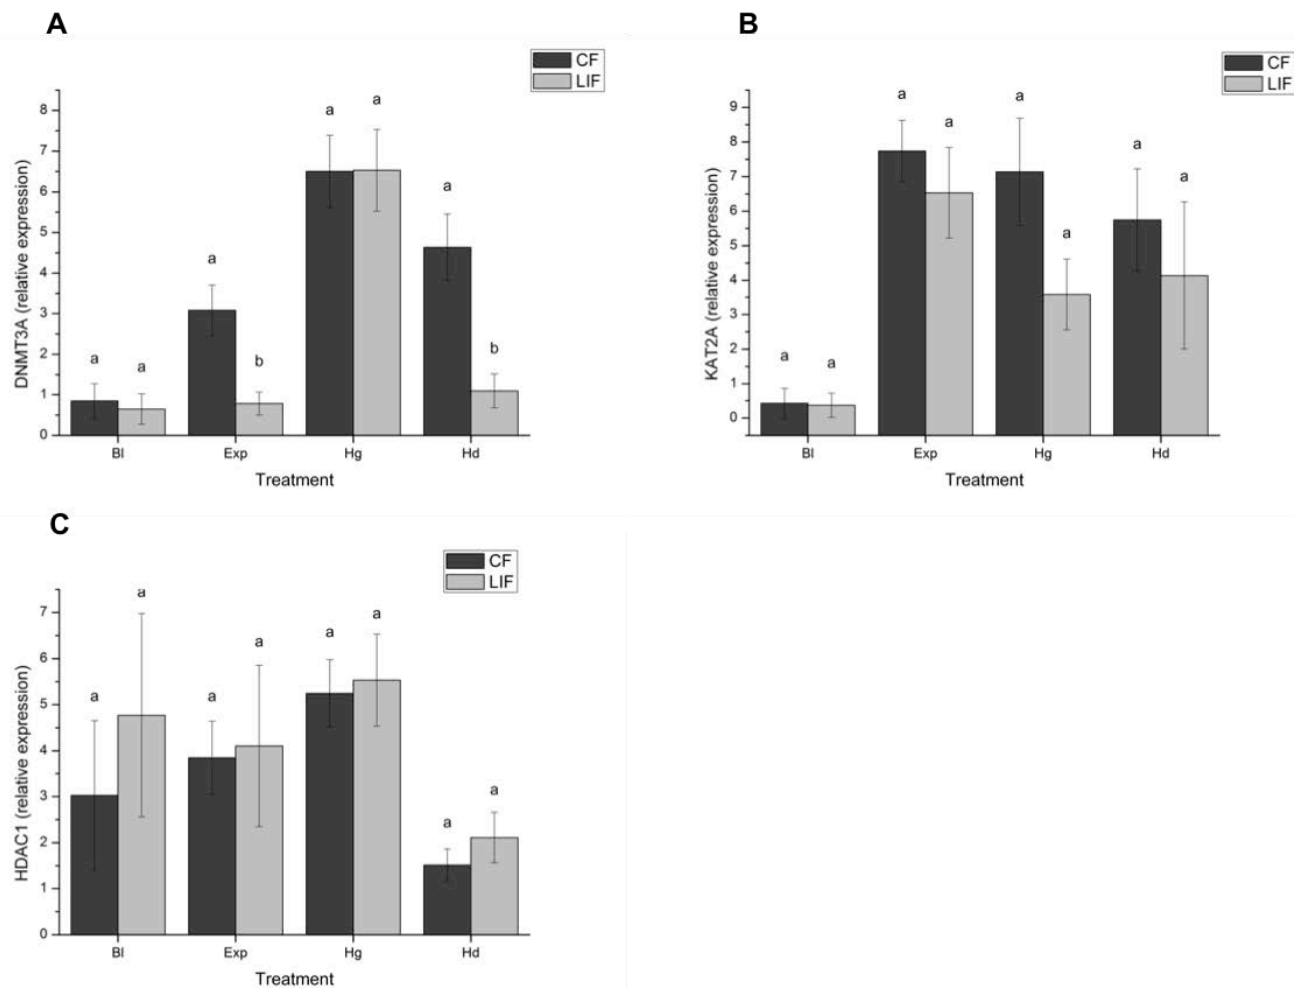 A
CF
LIF
DNMT3A (relative expression)
8
7
6
5
4
3
2
1
0
a a a b a a a b
Bl Exp Hg Hd
Treatment
B
CF
LIF
KAT2A (relative expression)
9
8
7
6
5
4
3
2
1
0
a a a a a a a a
Bl Exp Hg Hd
Treatment
C
CF
LIF
HDAC1 (relative expression)
7
6
5
4
3
2
1
0
a a a a a a a a
Bl Exp Hg Hd
Treatment